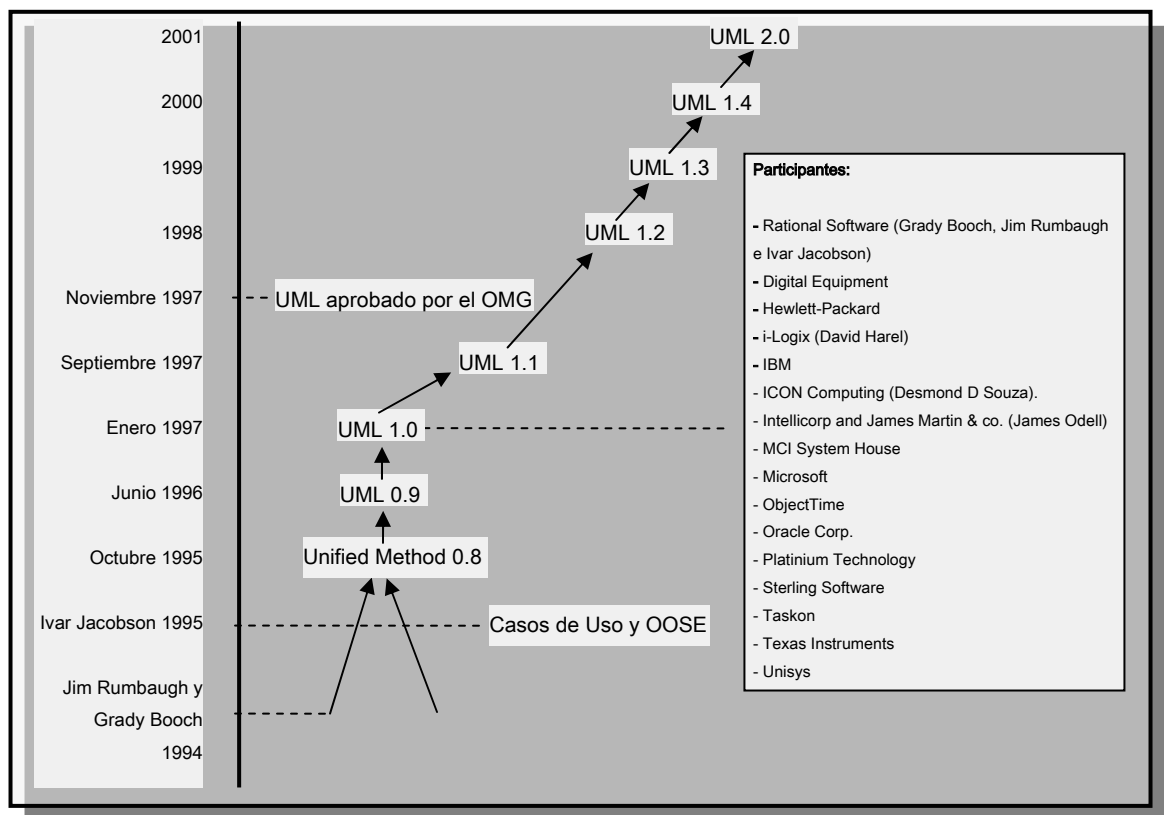 2001
UML 2.0
2000
UML 1.4
1999
UML 1.3
1998
UML 1.2
Noviembre 1997
UML aprobado por el OMG
Septiembre 1997
UML 1.1
Enero 1997
UML 1.0
Junio 1996
UML 0.9
Octubre 1995
Unified Method 0.8
Ivar Jacobson 1995
Casos de Uso y OOSE
Jim Rumbaugh y
Grady Booch
1994
Participantes:
- Rational Software (Grady Booch, Jim Rumbaugh
e Ivar Jacobson)
- Digital Equipment
- Hewlett-Packard
- i-Logix (David Harel)
- IBM
- ICON Computing (Desmond D Souza).
- Intellicorp and James Martin & co. (James Odell)
- MCI System House
- Microsoft
- ObjectTime
- Oracle Corp.
- Platinium Technology
- Sterling Software
- Taskon
- Texas Instruments
- Unisys